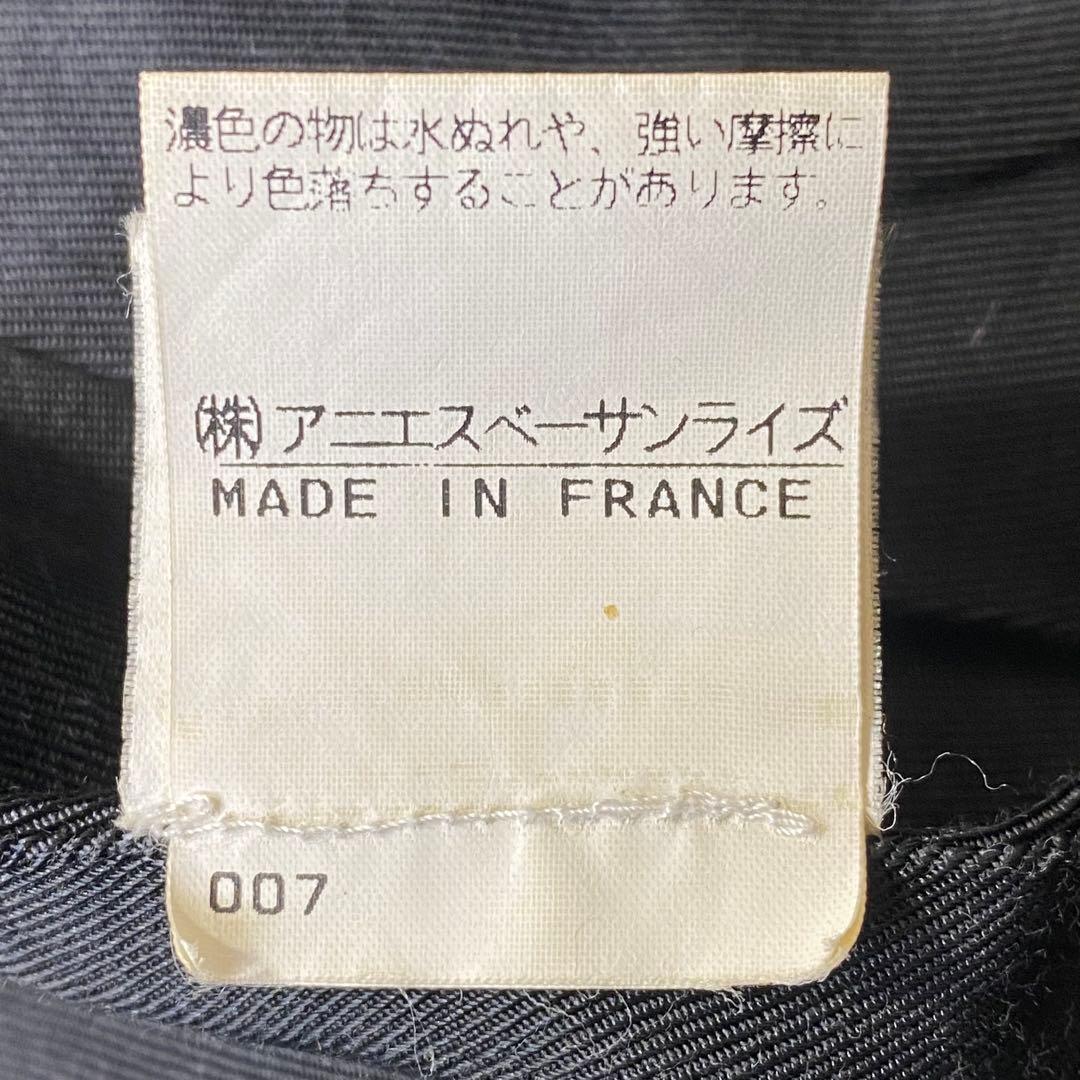 濃色の物は水ぬれや、強い摩擦に
より色落ちすることがあります。
(株)アニエスベーサンライズ
MADE IN FRANCE
007